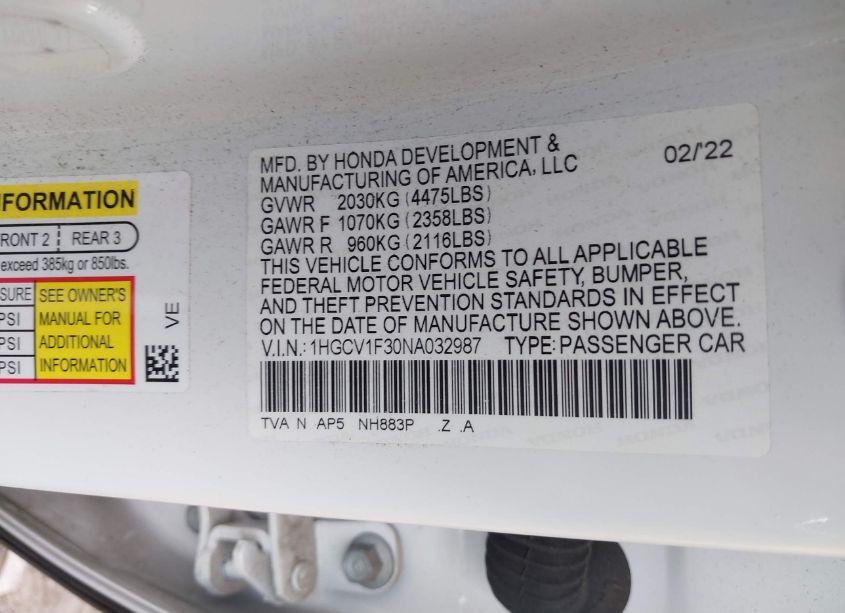 NFORMATION
FRONT 2 REAR 3
exceed 385kg or 850lbs.
SURE SEE OWNER'S
PSI MANUAL FOR
PSI ADDITIONAL
PSI INFORMATION
VE
MFD. BY HONDA DEVELOPMENT & 02/'22
MANUFACTURING OF AMERICA, LLC
GVWR 2030KG (4475LBS)
GAWR F 1070KG (2358LBS)
GAWR R 960KG (2116LBS)
THIS VEHICLE CONFORMS TO ALL APPLICABLE
FEDERAL MOTOR VEHICLE SAFETY, BUMPER,
AND THEFT PREVENTION STANDARDS IN EFFECT
ON THE DATE OF MANUFACTURE SHOWN ABOVE.
V.I.N.: 1HGCV1F30NA032987 TYPE: PASSENGER CAR
TVA N AP5 NH883P .Z .A